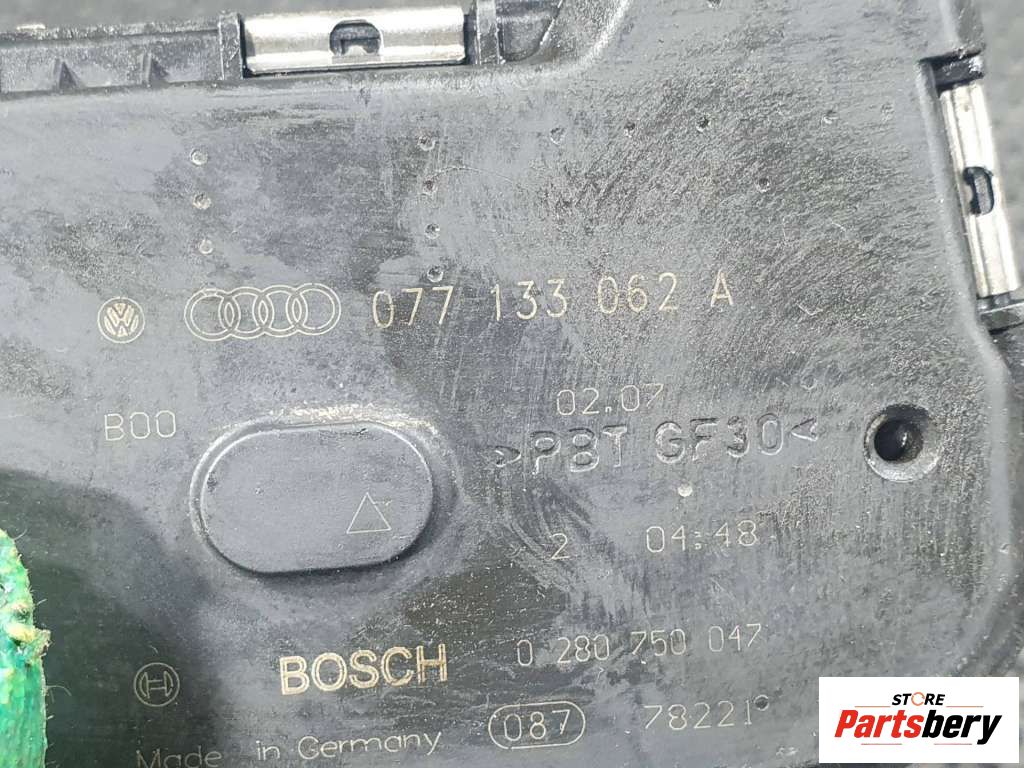 077 133 062 A
B00
02.07
>PBT GF30<
2 04:48
BOSCH 0 280 750 047
087 78221
Made in Germany
STORE
Partsbery